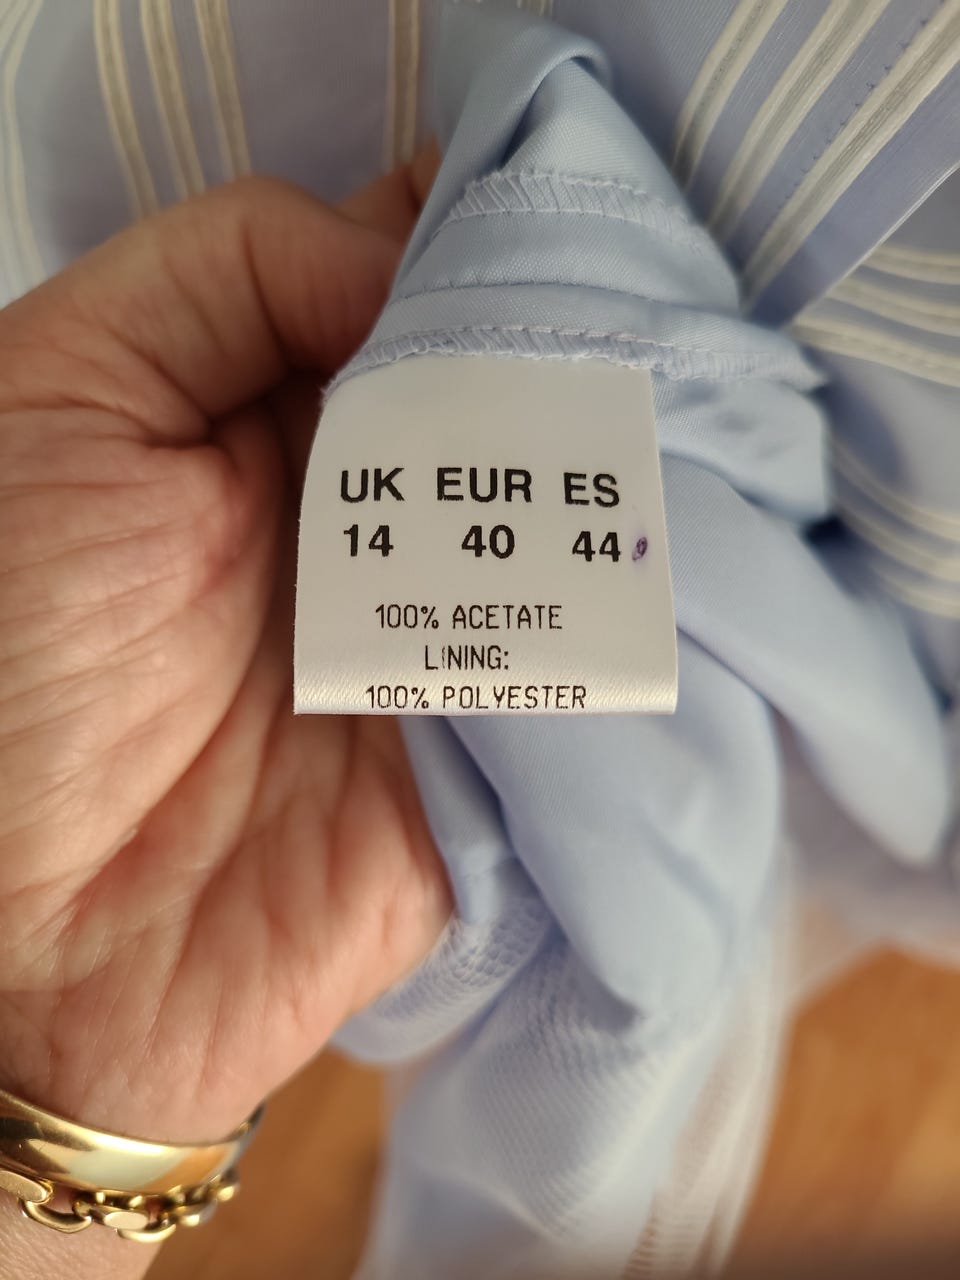 UK EUR ES
14 40 44
100% ACETATE
LINING:
100% POLYESTER